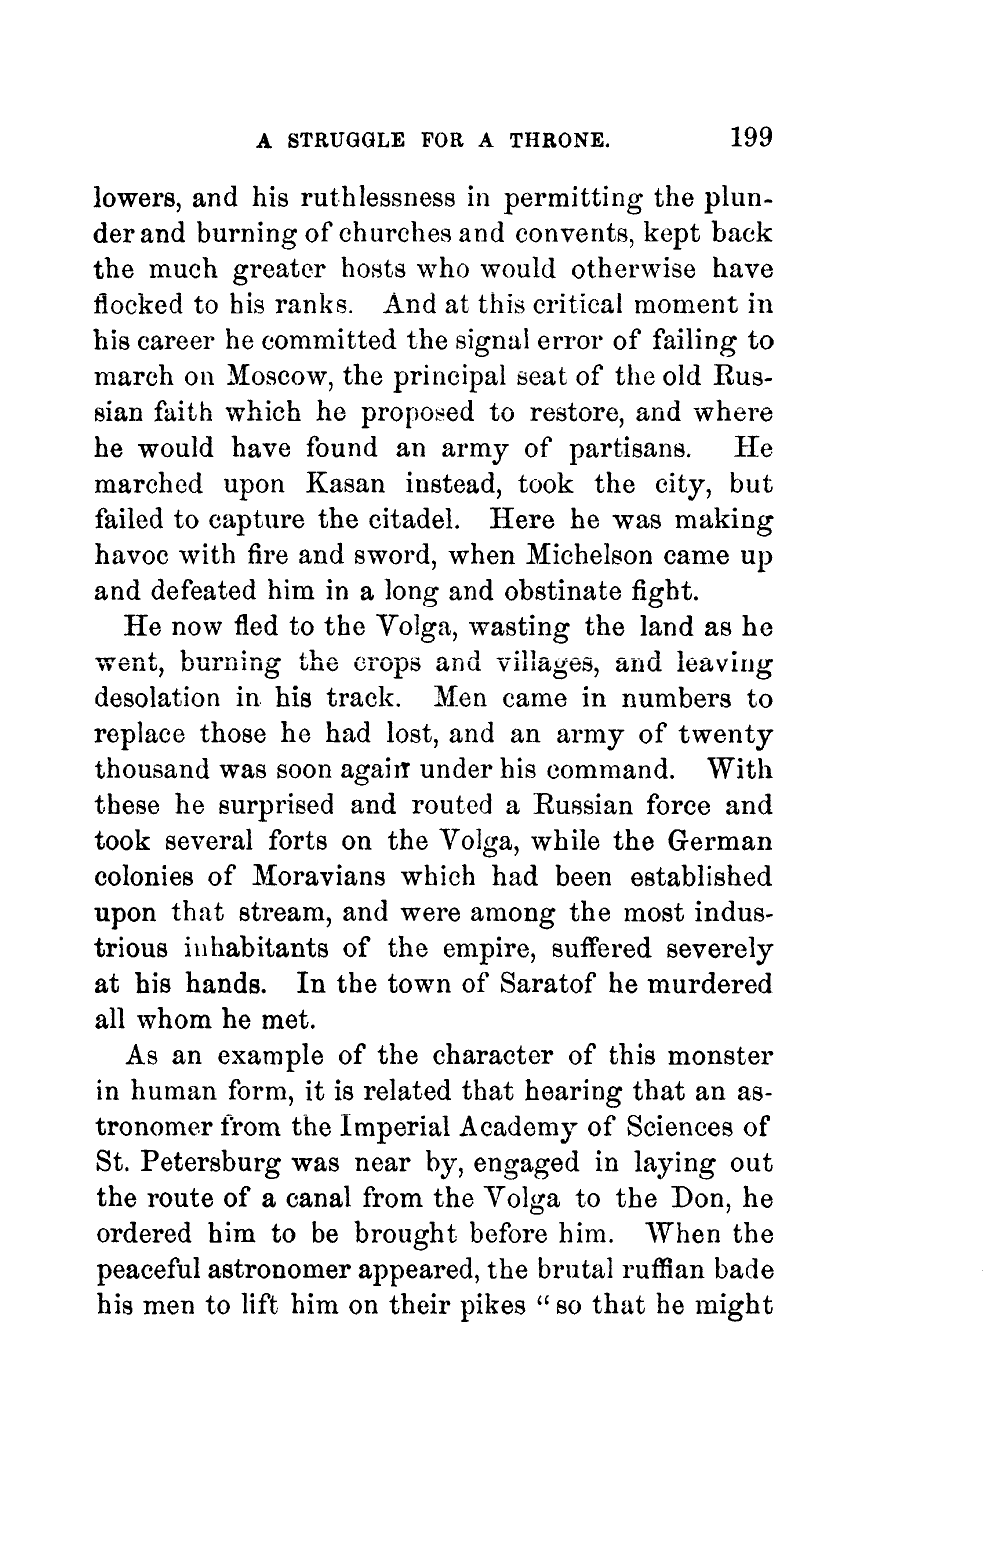 A STRUGGLE FOR A THRONE. 199
lowers, and his ruthlessness in permitting the plun-
der and burning of churches and convents, kept back
the much greater hosts who would otherwise have
flocked to his ranks. And at this critical moment in
his career he committed the signal error of failing to
march on Moscow, the principal seat of the old Rus-
sian faith which he proposed to restore, and where
he would have found an army of partisans. He
marched upon Kasan instead, took the city, but
failed to capture the citadel. Here he was making
havoc with fire and sword, when Michelson came up
and defeated him in a long and obstinate fight.
He now fled to the Volga, wasting the land as he
went, burning the crops and villages, and leaving
desolation in his track. Men came in numbers to
replace those he had lost, and an army of twenty
thousand was soon again under his command. With
these he surprised and routed a Russian force and
took several forts on the Volga, while the German
colonies of Moravians which had been established
upon that stream, and were among the most indus-
trious inhabitants of the empire, suffered severely
at his hands. In the town of Saratof he murdered
all whom he met.
As an example of the character of this monster
in human form, it is related that hearing that an as-
tronomer from the Imperial Academy of Sciences of
St. Petersburg was near by, engaged in laying out
the route of a canal from the Volga to the Don, he
ordered him to be brought before him. When the
peaceful astronomer appeared, the brutal ruffian bade
his men to lift him on their pikes “so that he might